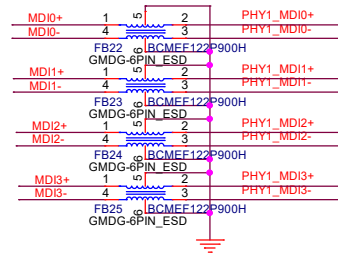 MDI0+ 1 5 2 PHY1_MDI0+
MDI0- 4 3 PHY1_MDI0-
6
FB22 BCMEF122P900H
GMDG-6PIN_ESD
MDI1+ 1 5 2 PHY1_MDI1+
MDI1- 4 3 PHY1_MDI1-
6
FB23 BCMEF122P900H
GMDG-6PIN_ESD
MDI2+ 1 5 2 PHY1_MDI2+
MDI2- 4 3 PHY1_MDI2-
6
FB24 BCMEF122P900H
GMDG-6PIN_ESD
MDI3+ 1 5 2 PHY1_MDI3+
MDI3- 4 3 PHY1_MDI3-
6
FB25 BCMEF122P900H
GMDG-6PIN_ESD